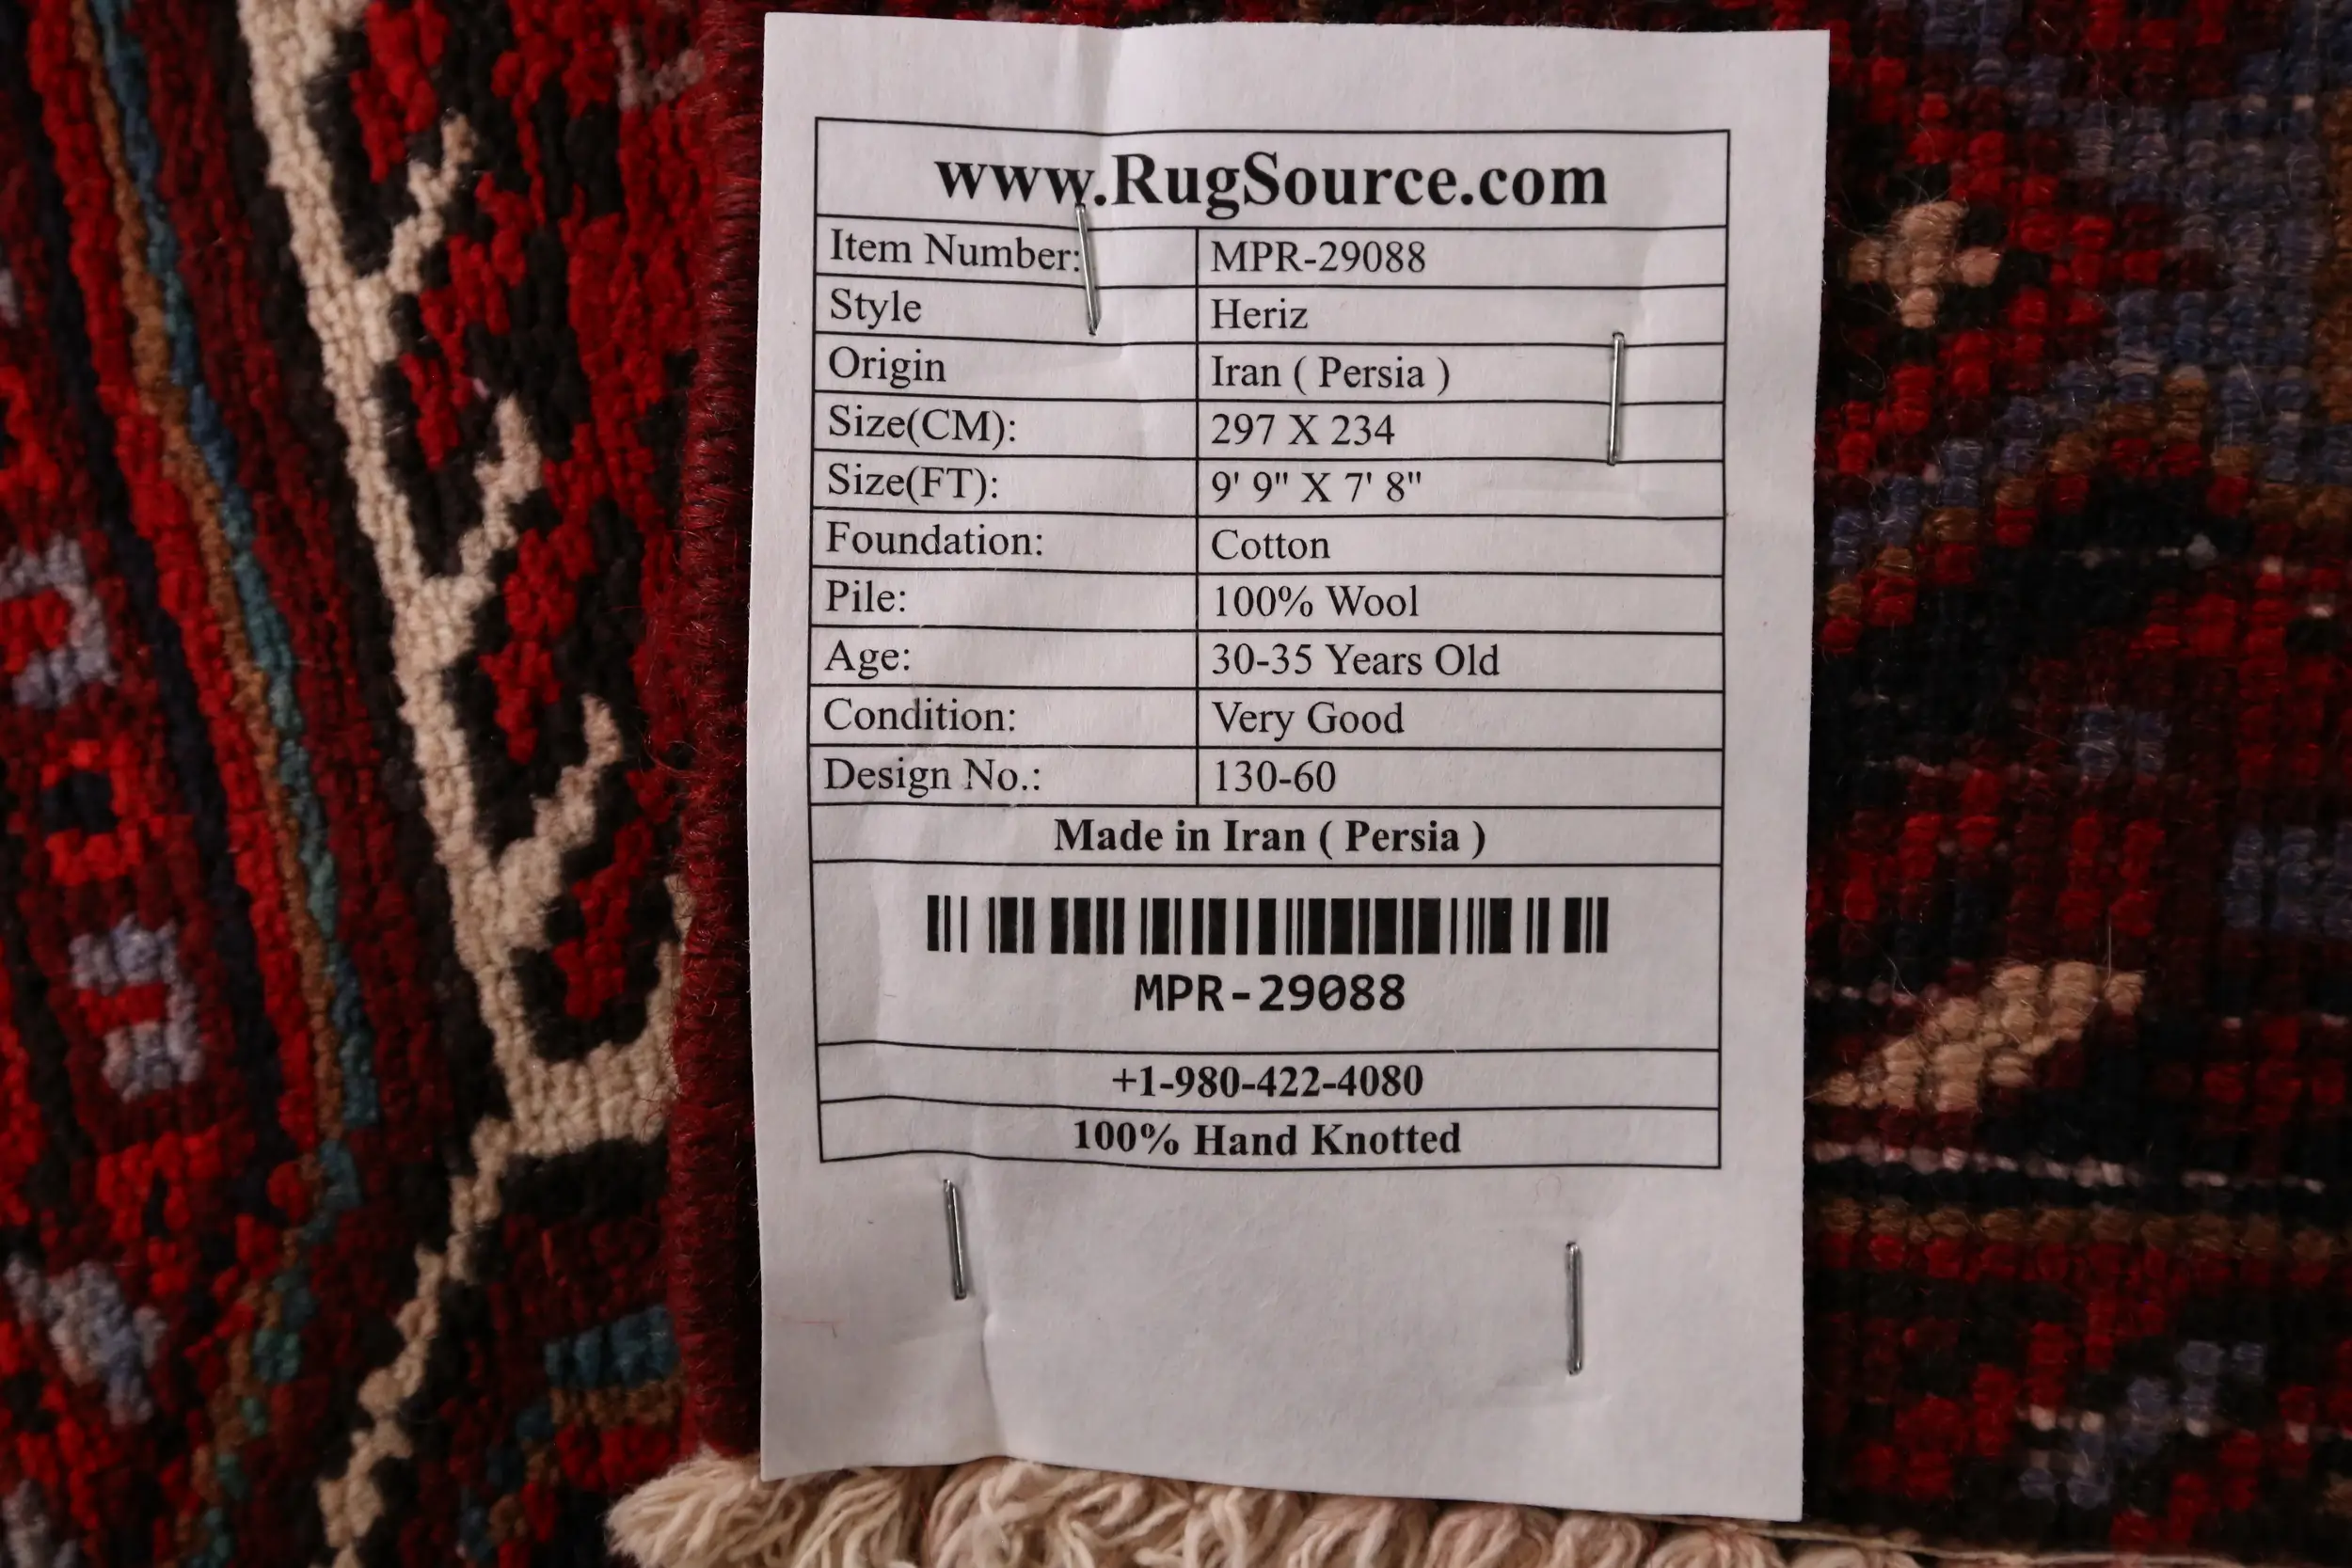 www.RugSource.com
Item Number: MPR-29088
Style Heriz
Origin Iran ( Persia )
Size(CM): 297 X 234
Size(FT): 9' 9" X 7' 8"
Foundation: Cotton
Pile: 100% Wool
Age: 30-35 Years Old
Condition: Very Good
Design No.: 130-60
Made in Iran ( Persia )
MPR-29088
+1-980-422-4080
100% Hand Knotted